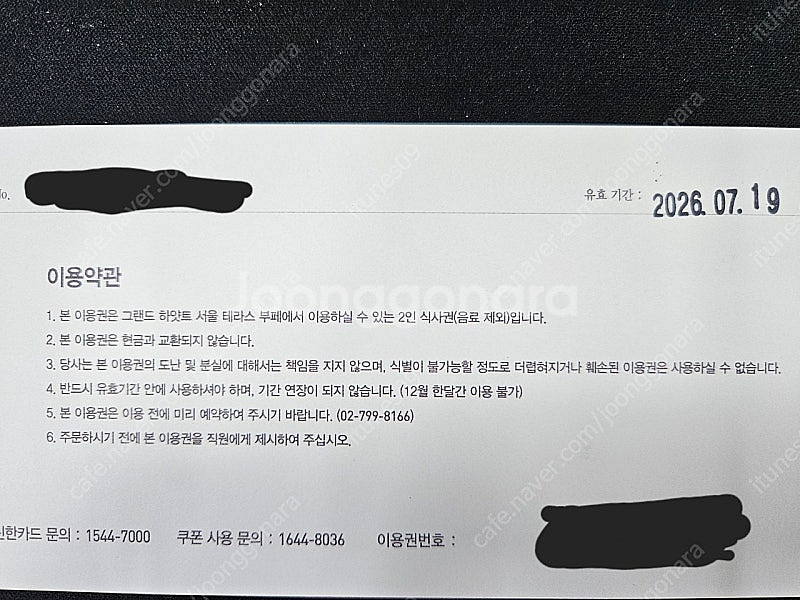 No.
유효 기간 : 2026. 07. 19
이용약관
Joonggonara
1. 본 이용권은 그랜드 하얏트 서울 테라스 부페에서 이용하실 수 있는 2인 식사권(음료 제외)입니다.
2. 본 이용권은 현금과 교환되지 않습니다.
3. 당사는 본 이용권의 도난 및 분실에 대해서는 책임을 지지 않으며, 식별이 불가능할 정도로 더럽혀지거나 훼손된 이용권은 사용하실 수 없습니다.
4. 반드시 유효기간 안에 사용하셔야 하며, 기간 연장이 되지 않습니다. (12월 한달간 이용 불가)
5. 본 이용권은 이용 전에 미리 예약하여 주시기 바랍니다. (02-799-8166)
6. 주문하시기 전에 본 이용권을 직원에게 제시하여 주십시오.
신한카드 문의 : 1544-7000 쿠폰 사용 문의 : 1644-8036 이용권번호 :
cafe.naver.com/joonggonara
itunes09